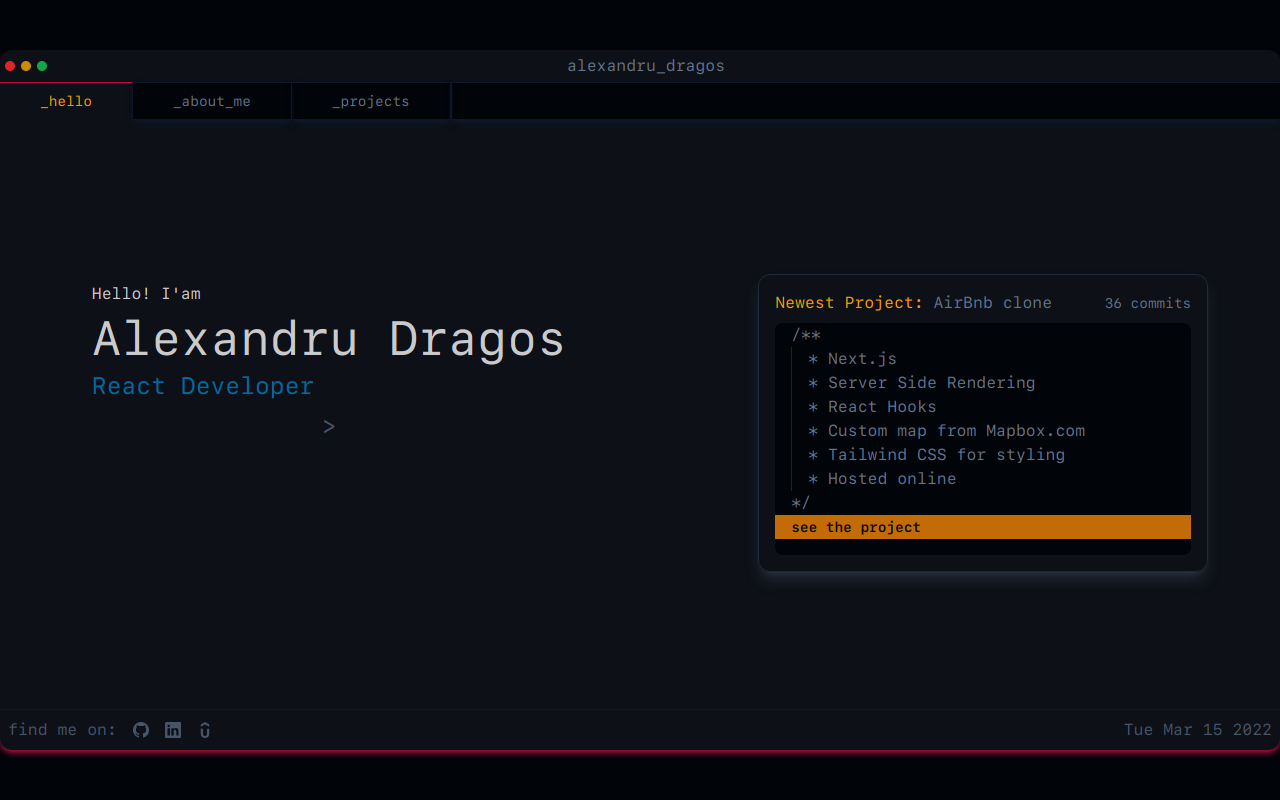 alexandru_dragos
_hello
_about_me
_projects
Hello! I'am
Alexandru Dragos
React Developer
>
Newest Project: AirBnb clone
36 commits
/**
* Next.js
* Server Side Rendering
* React Hooks
* Custom map from Mapbox.com
* Tailwind CSS for styling
* Hosted online
*/
see the project
find me on:
Tue Mar 15 2022